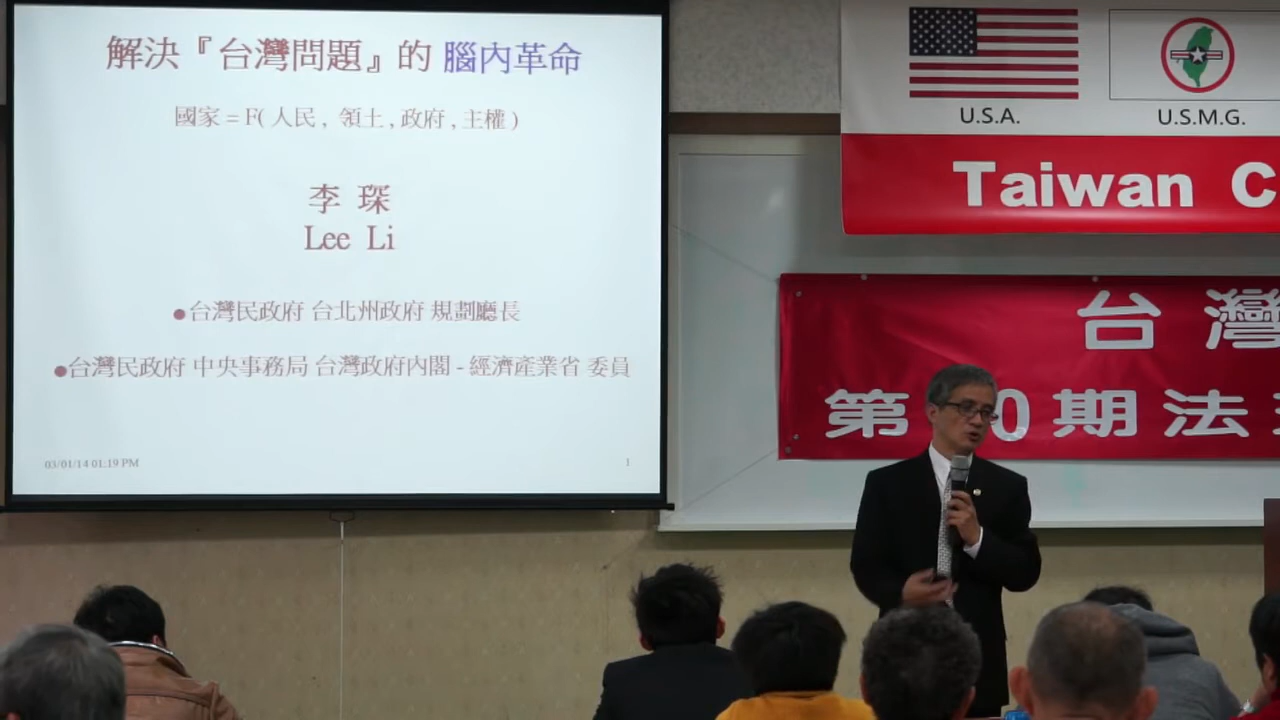 解決『台灣問題』的 腦內革命
國家 = F( 人民 , 領土 , 政府 , 主權 )
李 琛
Lee Li
●台灣民政府 台北州政府 規劃廳長
●台灣民政府 中央事務局 台灣政府內閣 - 經濟產業省 委員
03/01/14 01:19 PM
1
U.S.A.
U.S.M.G.
Taiwan C
台灣
第 0期法